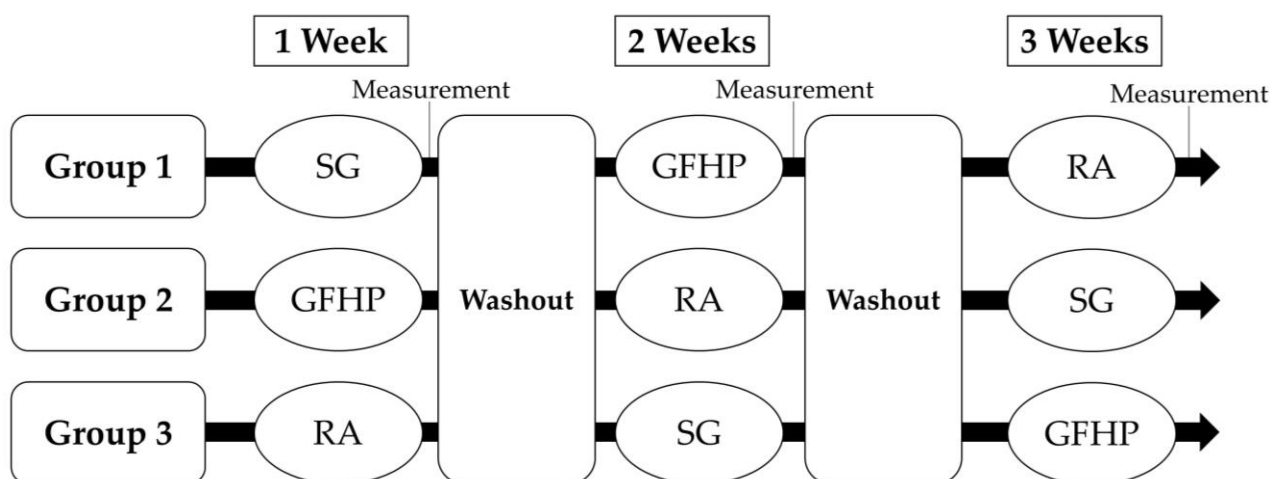 1 Week
2 Weeks
3 Weeks
Measurement
Measurement
Measurement
Group 1
SG
GFHP
RA
Group 2
GFHP
Washout
RA
Washout
SG
Group 3
RA
SG
GFHP